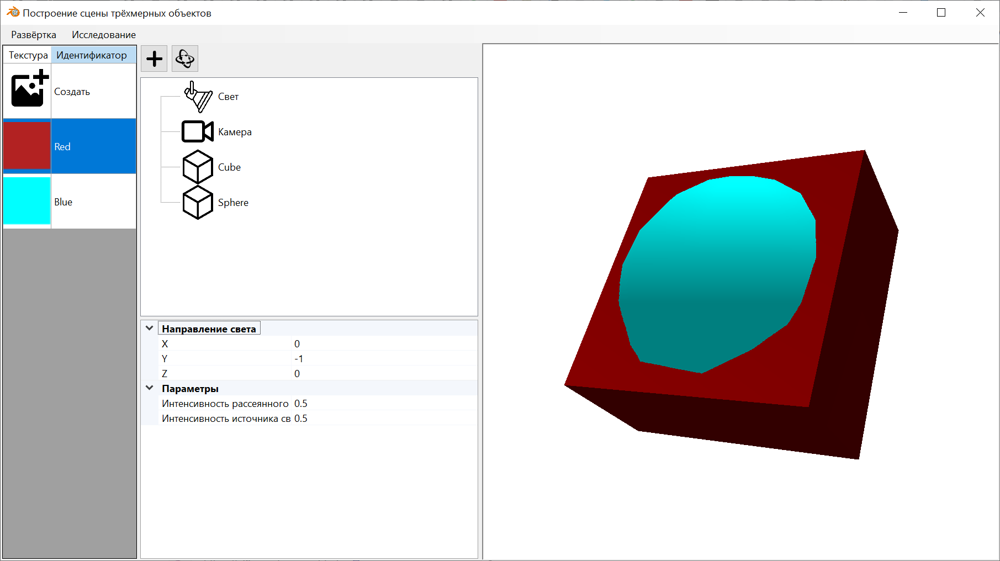 Построение сцены трёхмерных объектов
Развёртка Исследование
Текстура Идентификатор
Создать
Red
Blue
Свет
Камера
Cube
Sphere
Направление света
X 0
Y -1
Z 0
Параметры
Интенсивность рассеянного 0.5
Интенсивность источника св 0.5